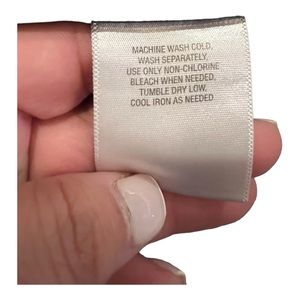 MACHINE WASH COLD,
WASH SEPARATELY,
USE ONLY NON-CHLORINE
BLEACH WHEN NEEDED,
TUMBLE DRY LOW,
COOL IRON AS NEEDED